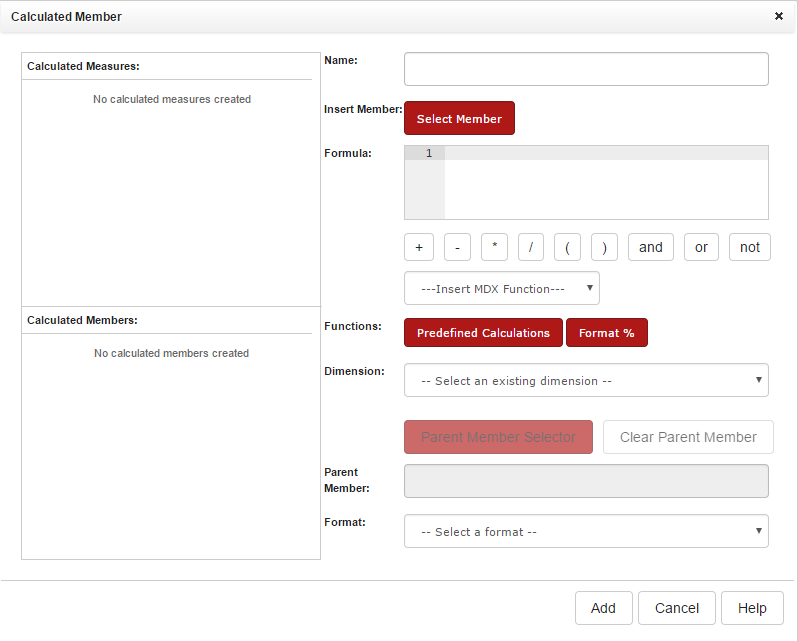 Calculated Member
×
Calculated Measures:
No calculated measures created
Calculated Members:
No calculated members created
Name:
Insert Member:
Select Member
Formula:
1
+ - * / ( ) and or not
---Insert MDX Function---
Functions:
Predefined Calculations Format %
Dimension:
-- Select an existing dimension --
Parent Member Selector Clear Parent Member
Parent
Member:
Format:
-- Select a format --
Add Cancel Help